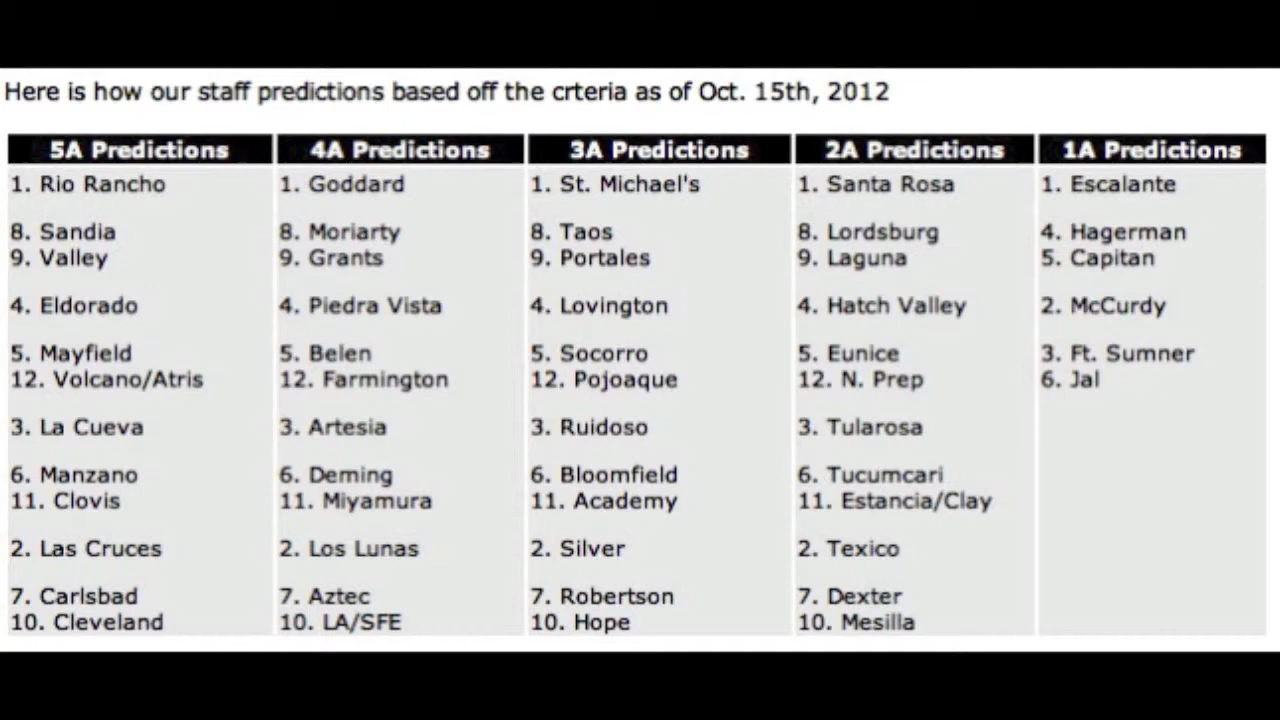 Here is how our staff predictions based off the crteria as of Oct. 15th, 2012
5A Predictions 4A Predictions 3A Predictions 2A Predictions 1A Predictions
1. Rio Rancho 1. Goddard 1. St. Michael's 1. Santa Rosa 1. Escalante
8. Sandia 8. Moriarty 8. Taos 8. Lordsburg 4. Hagerman
9. Valley 9. Grants 9. Portales 9. Laguna 5. Capitan
4. Eldorado 4. Piedra Vista 4. Lovington 4. Hatch Valley 2. McCurdy
5. Mayfield 5. Belen 5. Socorro 5. Eunice 3. Ft. Sumner
12. Volcano/Atris 12. Farmington 12. Pojoaque 12. N. Prep 6. Jal
3. La Cueva 3. Artesia 3. Ruidoso 3. Tularosa
6. Manzano 6. Deming 6. Bloomfield 6. Tucumcari
11. Clovis 11. Miyamura 11. Academy 11. Estancia/Clay
2. Las Cruces 2. Los Lunas 2. Silver 2. Texico
7. Carlsbad 7. Aztec 7. Robertson 7. Dexter
10. Cleveland 10. LA/SFE 10. Hope 10. Mesilla